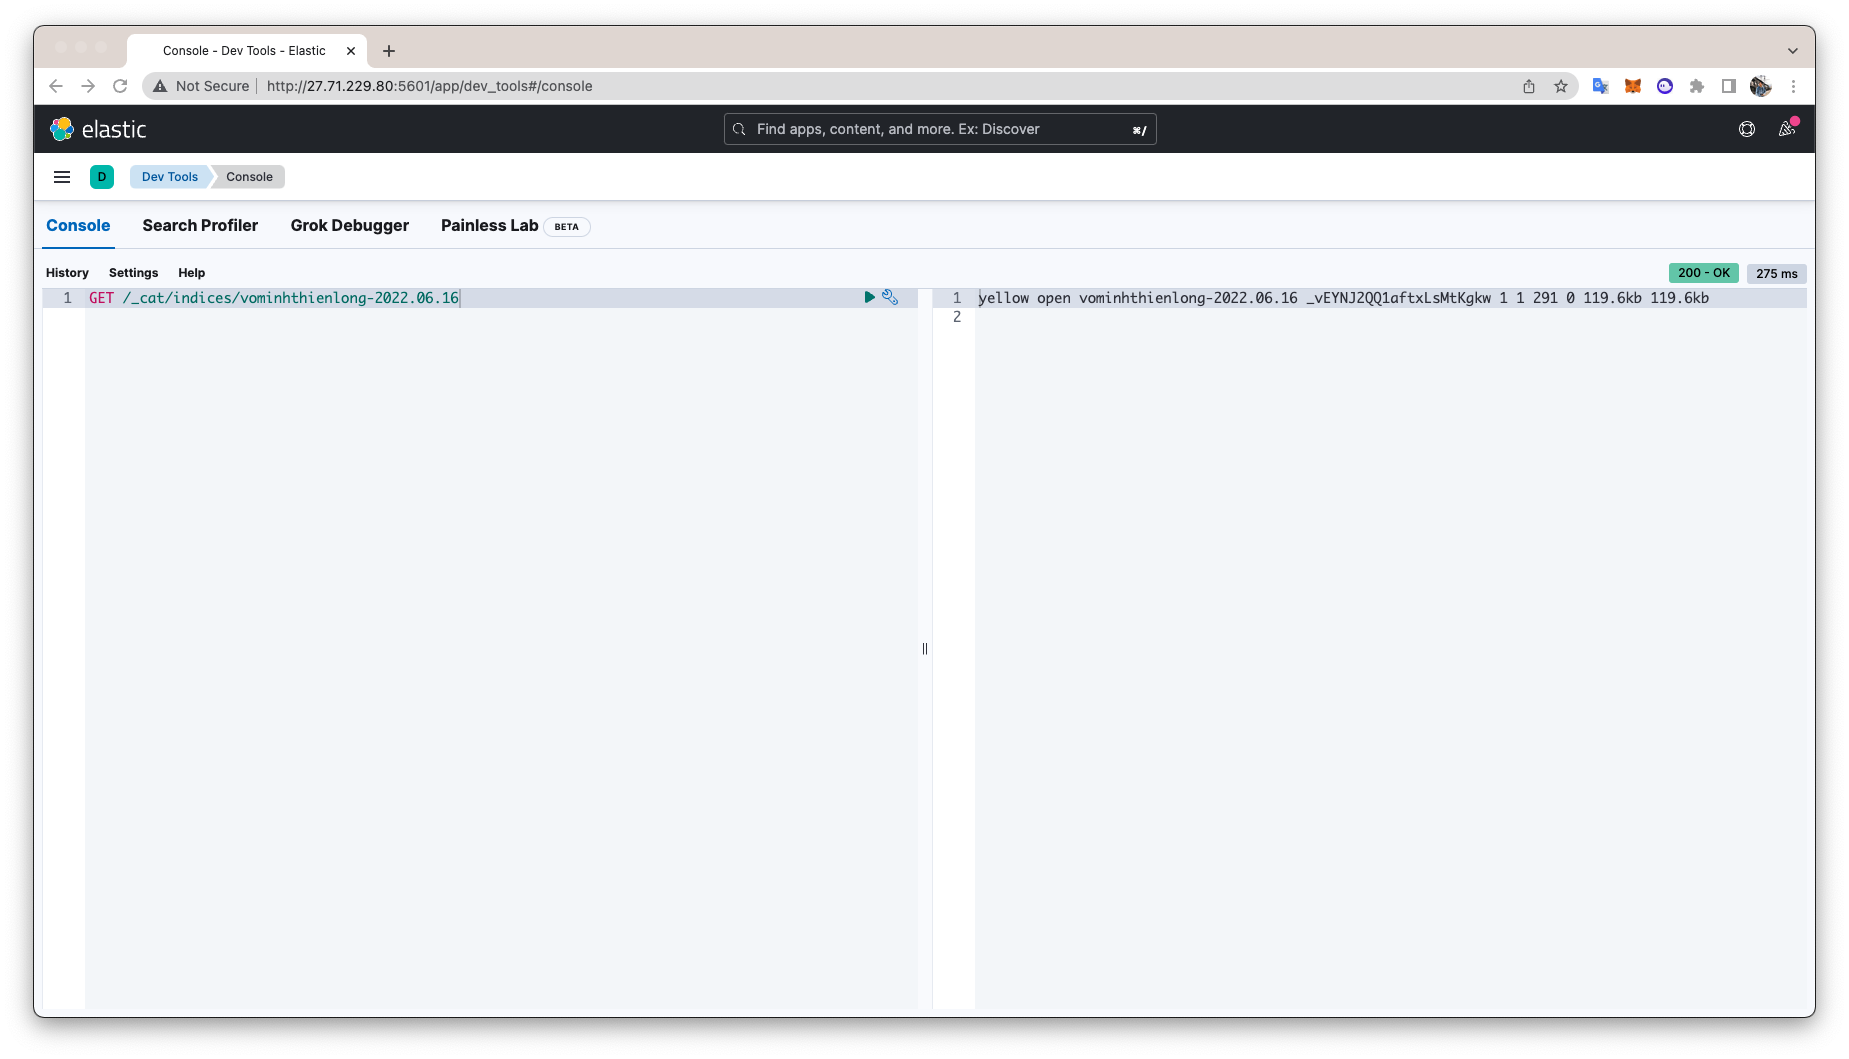 Console - Dev Tools - Elastic
Not Secure http://27.71.229.80:5601/app/dev_tools#/console
elastic
Find apps, content, and more. Ex: Discover ⌘/
D Dev Tools Console
Console Search Profiler Grok Debugger Painless Lab BETA
History Settings Help
200 - OK 275 ms
1 GET /_cat/indices/vominhthienlong-2022.06.16
1 yellow open vominhthienlong-2022.06.16 _vEYNJ2QQ1aftxLsMtKgkw 1 1 291 0 119.6kb 119.6kb
2